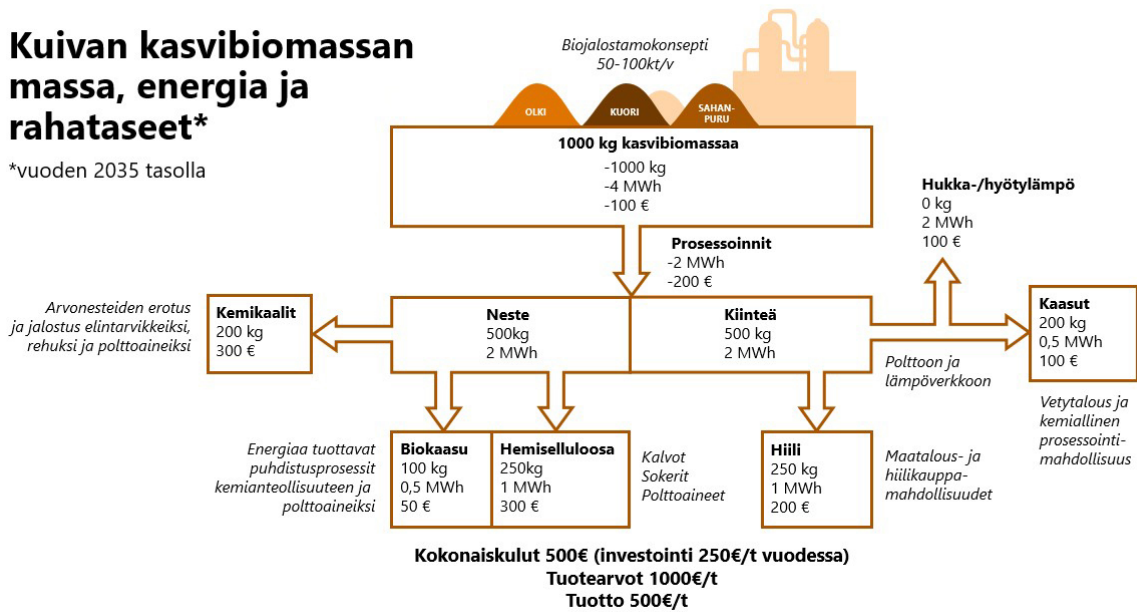 Kuivan kasvibiomassan
massa, energia ja
rahataseet*
*vuoden 2035 tasolla
Biojalostamokonsepti
50-100kt/v
OLKI
KUORI
SAHAN-
PURU
1000 kg kasvibiomassaa
-1000 kg
-4 MWh
-100 €
Prosessoinnit
-2 MWh
-200 €
Hukka-/hyötylämpö
0 kg
2 MWh
100 €
Arvonesteiden erotus
ja jalostus elintarvikkeiksi,
rehuksi ja polttoaineiksi
Kemikaalit
200 kg
300 €
Neste
500kg
2 MWh
Kiinteä
500 kg
2 MWh
Polttoon ja
lämpöverkkoon
Kaasut
200 kg
0,5 MWh
100 €
Vetytalous ja
kemiallinen
prosessointi-
mahdollisuus
Energiaa tuottavat
puhdistusprosessit
kemianteollisuuteen ja
polttoaineiksi
Biokaasu
100 kg
0,5 MWh
50 €
Hemiselluloosa
250kg
1 MWh
300 €
Kalvot
Sokerit
Polttoaineet
Hiili
250 kg
1 MWh
200 €
Maatalous- ja
hiilikauppa-
mahdollisuudet
Kokonaiskulut 500€ (investointi 250€/t vuodessa)
Tuotearvot 1000€/t
Tuotto 500€/t